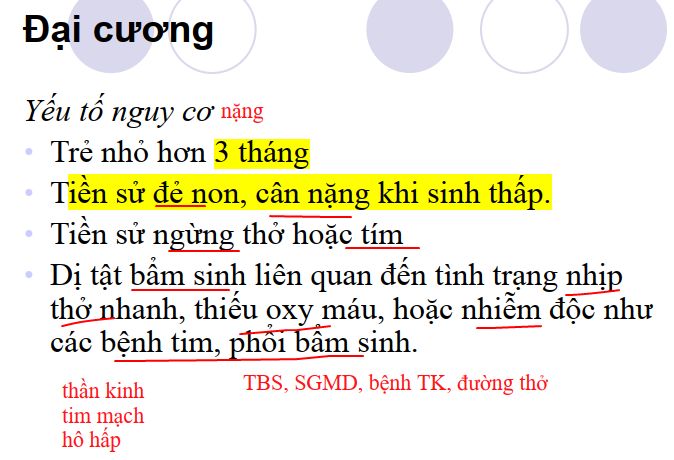 Đại cương
Yếu tố nguy cơ nặng
• Trẻ nhỏ hơn 3 tháng
• Tiền sử đẻ non, cân nặng khi sinh thấp.
• Tiền sử ngừng thở hoặc tím
• Dị tật bẩm sinh liên quan đến tình trạng nhịp
thở nhanh, thiếu oxy máu, hoặc nhiễm độc như
các bệnh tim, phổi bẩm sinh.
TBS, SGMD, bệnh TK, đường thở
thần kinh
tim mạch
hô hấp